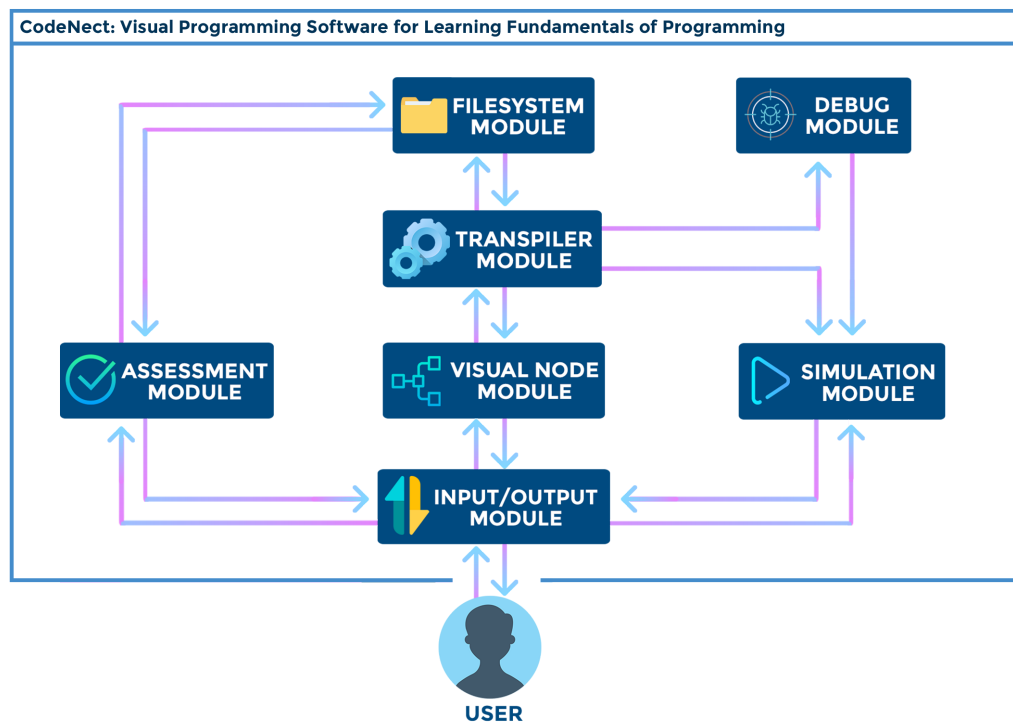 CodeNect: Visual Programming Software for Learning Fundamentals of Programming
FILESYSTEM
MODULE
DEBUG
MODULE
TRANSPILER
MODULE
ASSESSMENT
MODULE
VISUAL NODE
MODULE
SIMULATION
MODULE
INPUT/OUTPUT
MODULE
USER